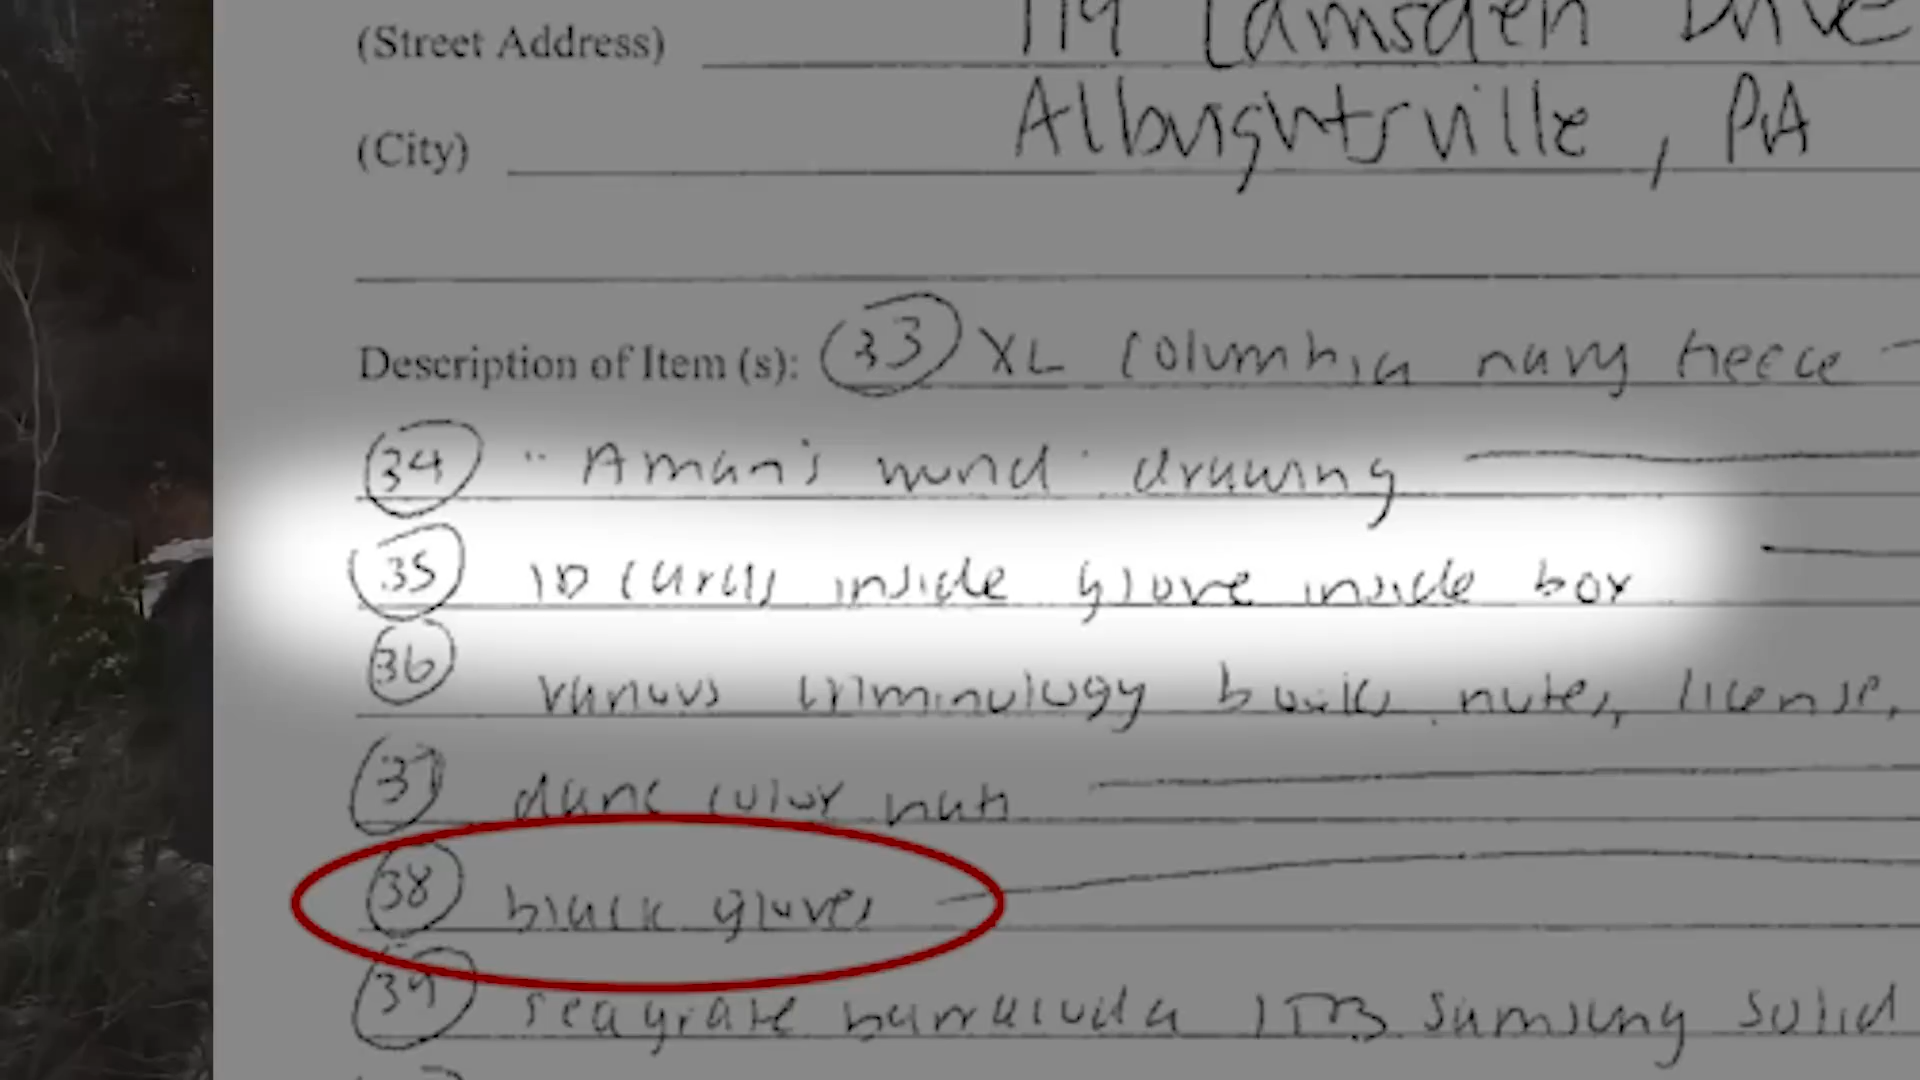 (Street Address) 119 Lamsden Drive
(City) Albrightsville, PA
Description of Item (s): 33 XL Columbia navy fleece
34 "Aman's mind" drawing
35 ID cards inside glove inside box
36 various criminology books, notes, license,
37 dark color hat
38 black gloves
39 seagrate barracuda 1TB Samsung solid